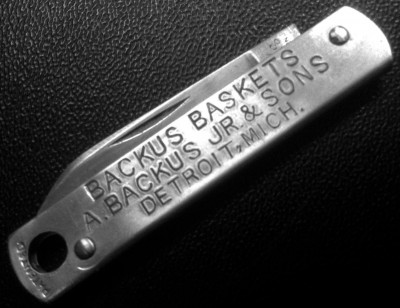 BACKUS BASKETS
A. BACKUS JR. & SONS
DETROIT, MICH.